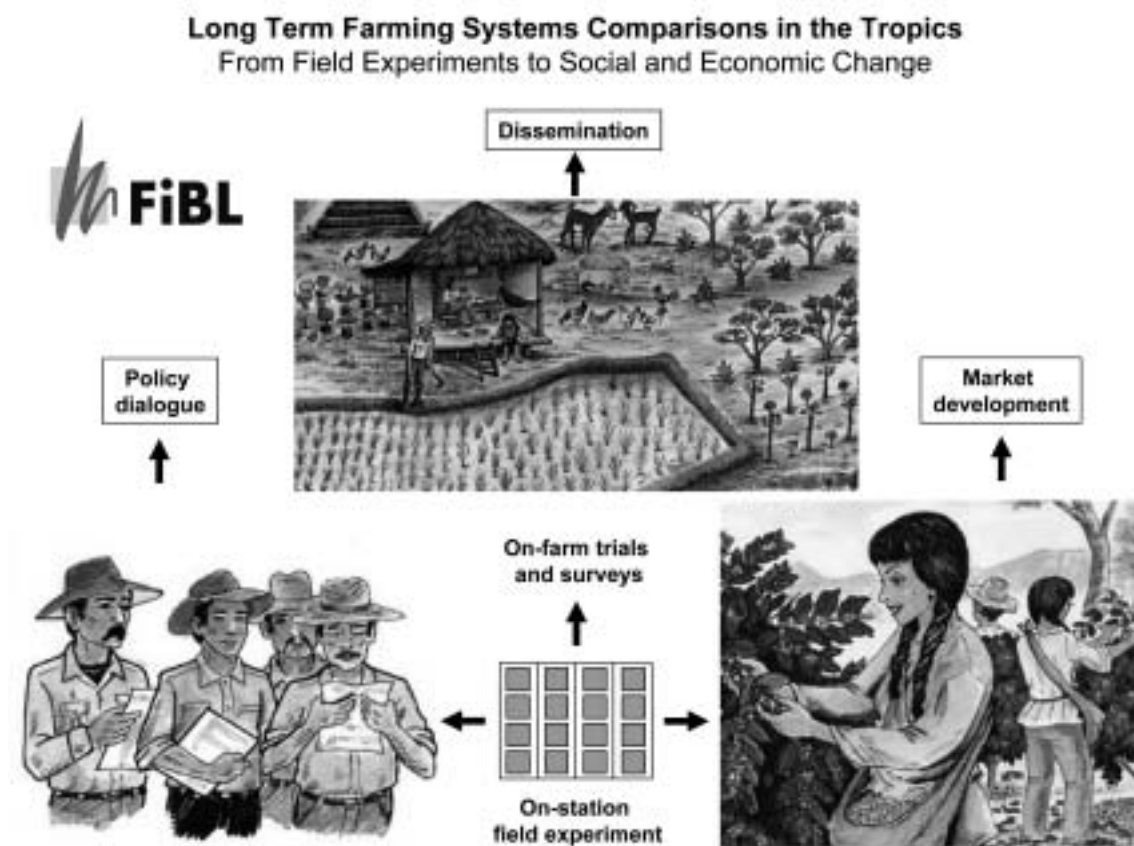 Long Term Farming Systems Comparisons in the Tropics
From Field Experiments to Social and Economic Change
Dissemination
FiBL
Policy
dialogue
Market
development
On-farm trials
and surveys
On-station
field experiment